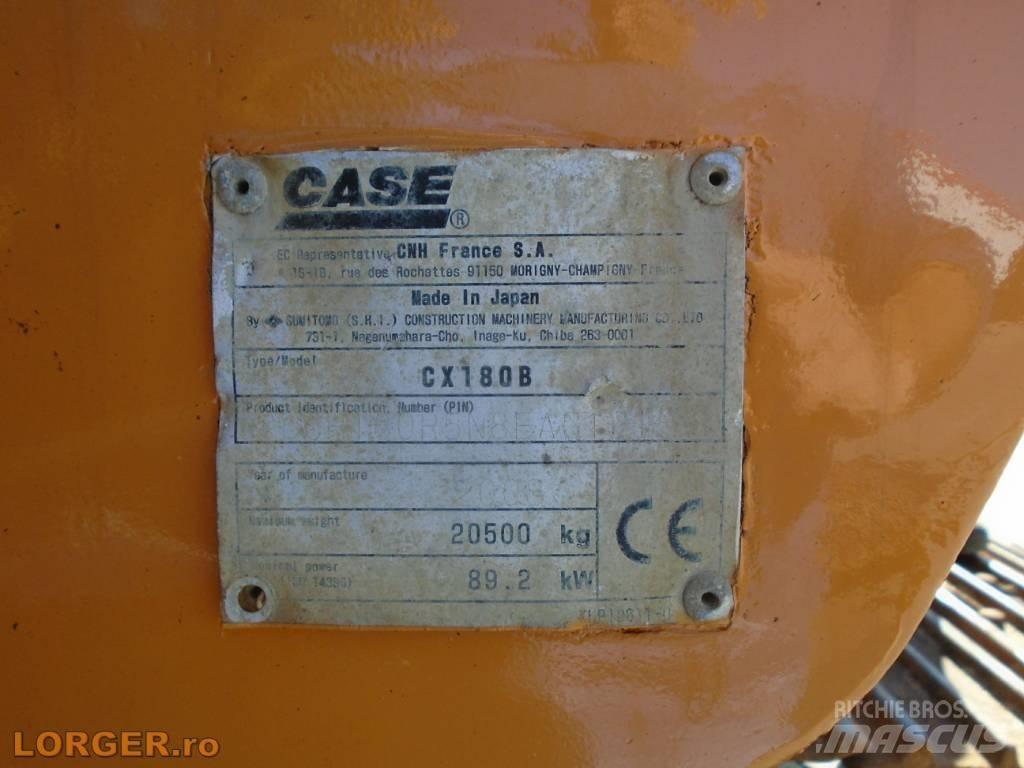 CASE ®
EC Representative CNH France S.A.
rue des Rochettes 91150 MORIGNY-CHAMPIGNY France
Made In Japan
By SUMITOMO (S.H.I.) CONSTRUCTION MACHINERY MANUFACTURING CO.,LTD
731-1, Naganumahara-Cho, Inage-Ku, Chiba 263-0001
Type/Model
CX180B
Product Identification Number (PIN)
Year of manufacture
Maximum weight
20500 kg
Nominal power
89.2 kW
CE
LORGER.ro
RITCHIE BROS.
MASCUS